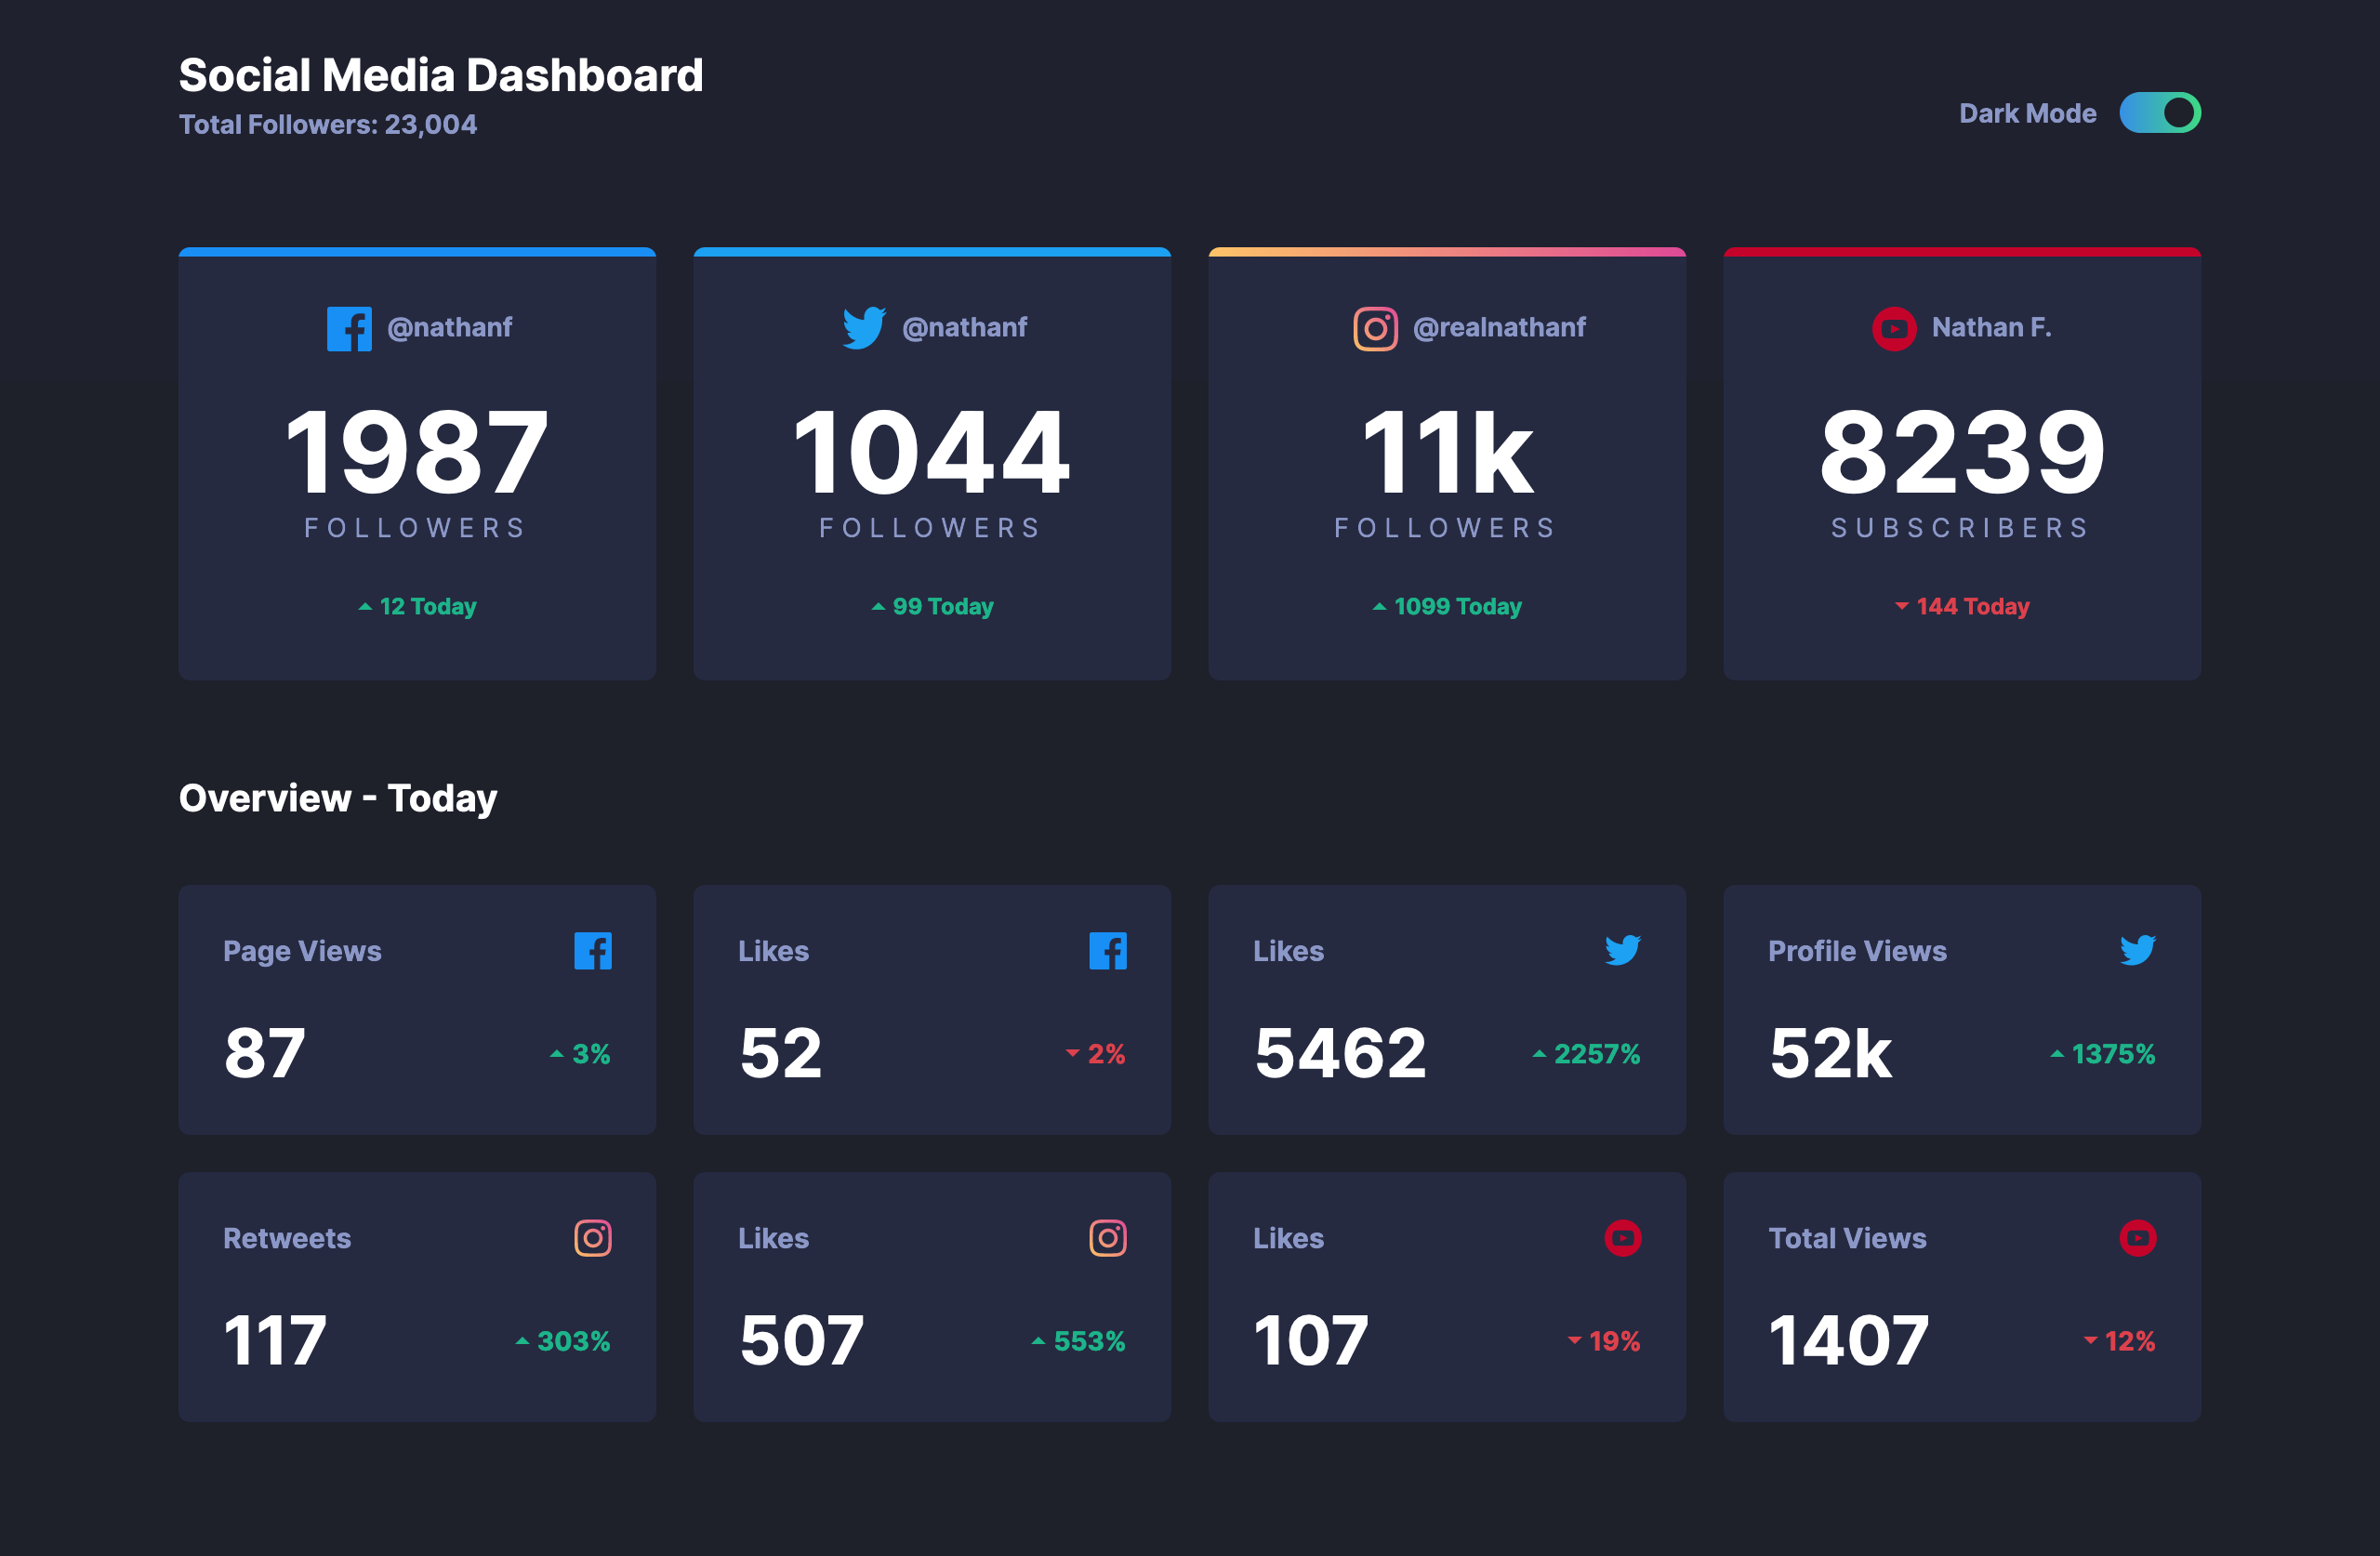 Social Media Dashboard
Total Followers: 23,004
Dark Mode
@nathanf
1987
FOLLOWERS
12 Today
@nathanf
1044
FOLLOWERS
99 Today
@realnathanf
11k
FOLLOWERS
1099 Today
Nathan F.
8239
SUBSCRIBERS
144 Today
Overview - Today
Page Views
87
3%
Likes
52
2%
Likes
5462
2257%
Profile Views
52k
1375%
Retweets
117
303%
Likes
507
553%
Likes
107
19%
Total Views
1407
12%